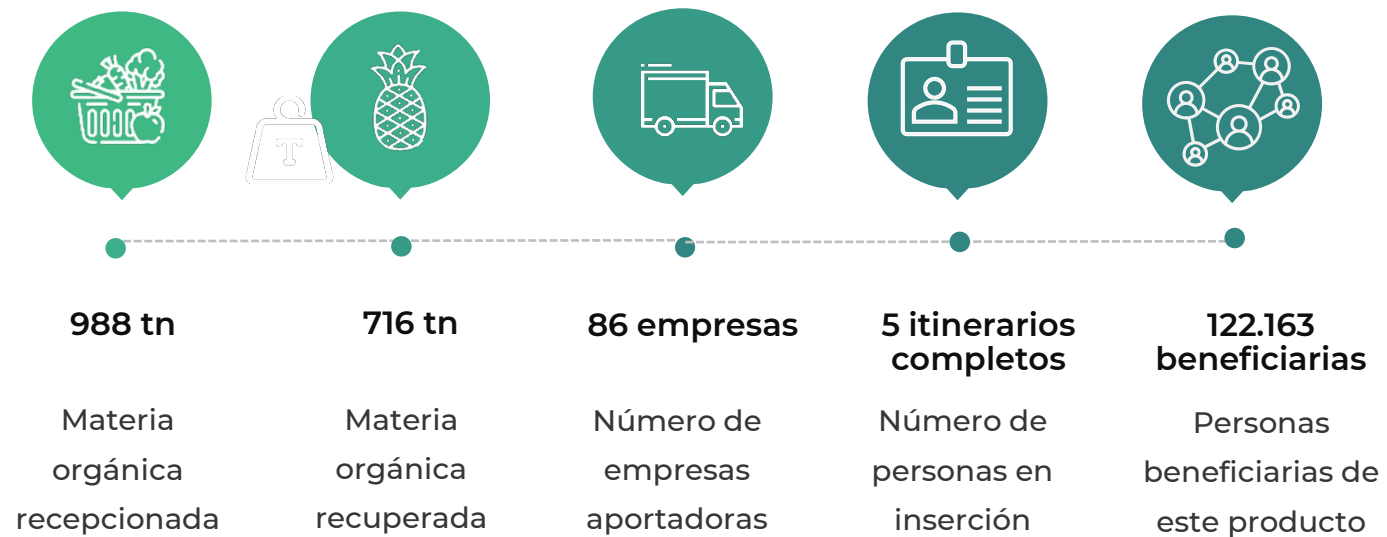 T
988 tn
Materia
orgánica
recepcionada
716 tn
Materia
orgánica
recuperada
86 empresas
Número de
empresas
aportadoras
5 itinerarios
completos
Número de
personas en
inserción
122.163
beneficiarias
Personas
beneficiarias de
este producto